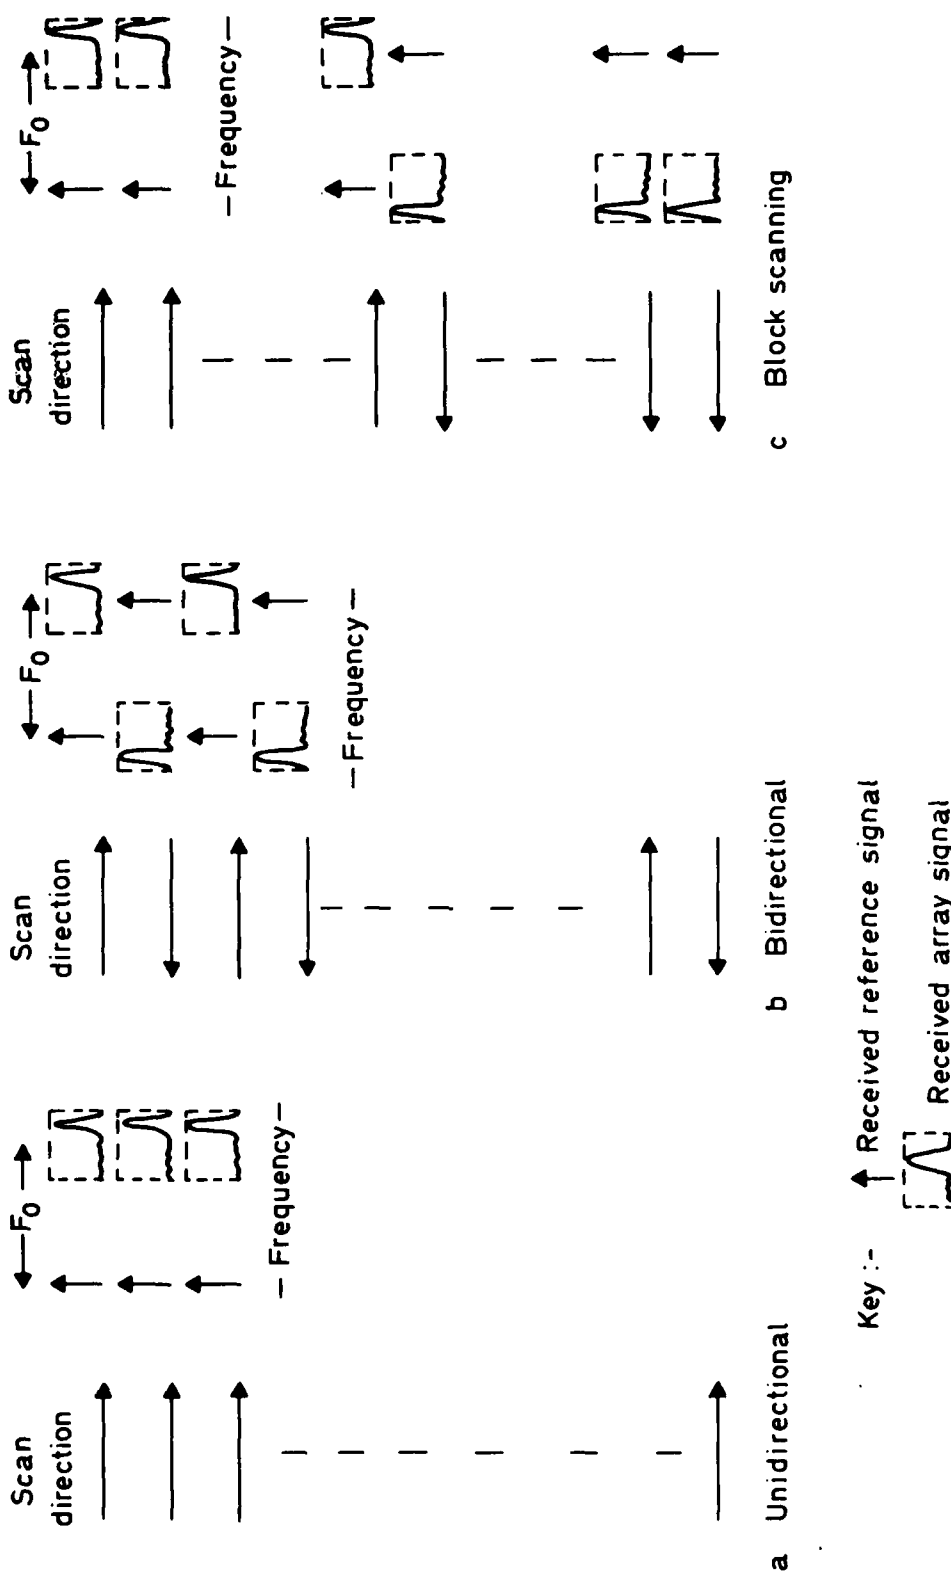 Scan
direction
F0
— Frequency —
a Unidirectional
Scan
direction
F0
— Frequency —
b Bidirectional
Scan
direction
F0
— Frequency —
c Block scanning
Key :- Received reference signal
Received array signal